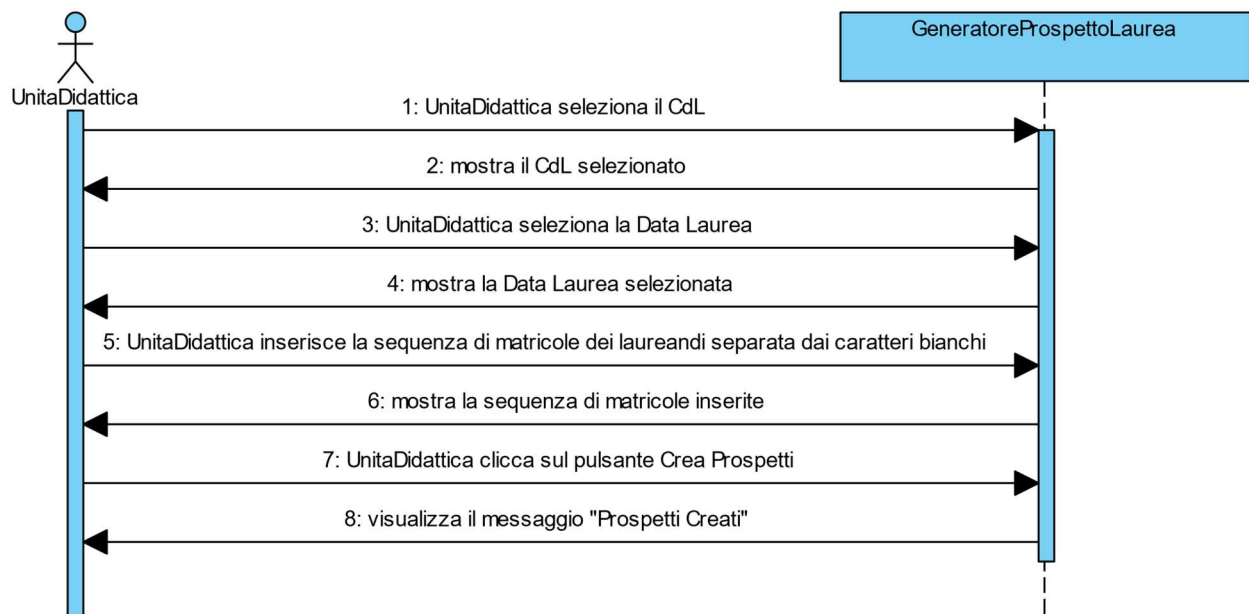 GeneratoreProspettoLaurea
UnitaDidattica
1: UnitaDidattica seleziona il CdL
2: mostra il CdL selezionato
3: UnitaDidattica seleziona la Data Laurea
4: mostra la Data Laurea selezionata
5: UnitaDidattica inserisce la sequenza di matricole dei laureandi separata dai caratteri bianchi
6: mostra la sequenza di matricole inserite
7: UnitaDidattica clicca sul pulsante Crea Prospetti
8: visualizza il messaggio "Prospetti Creati"